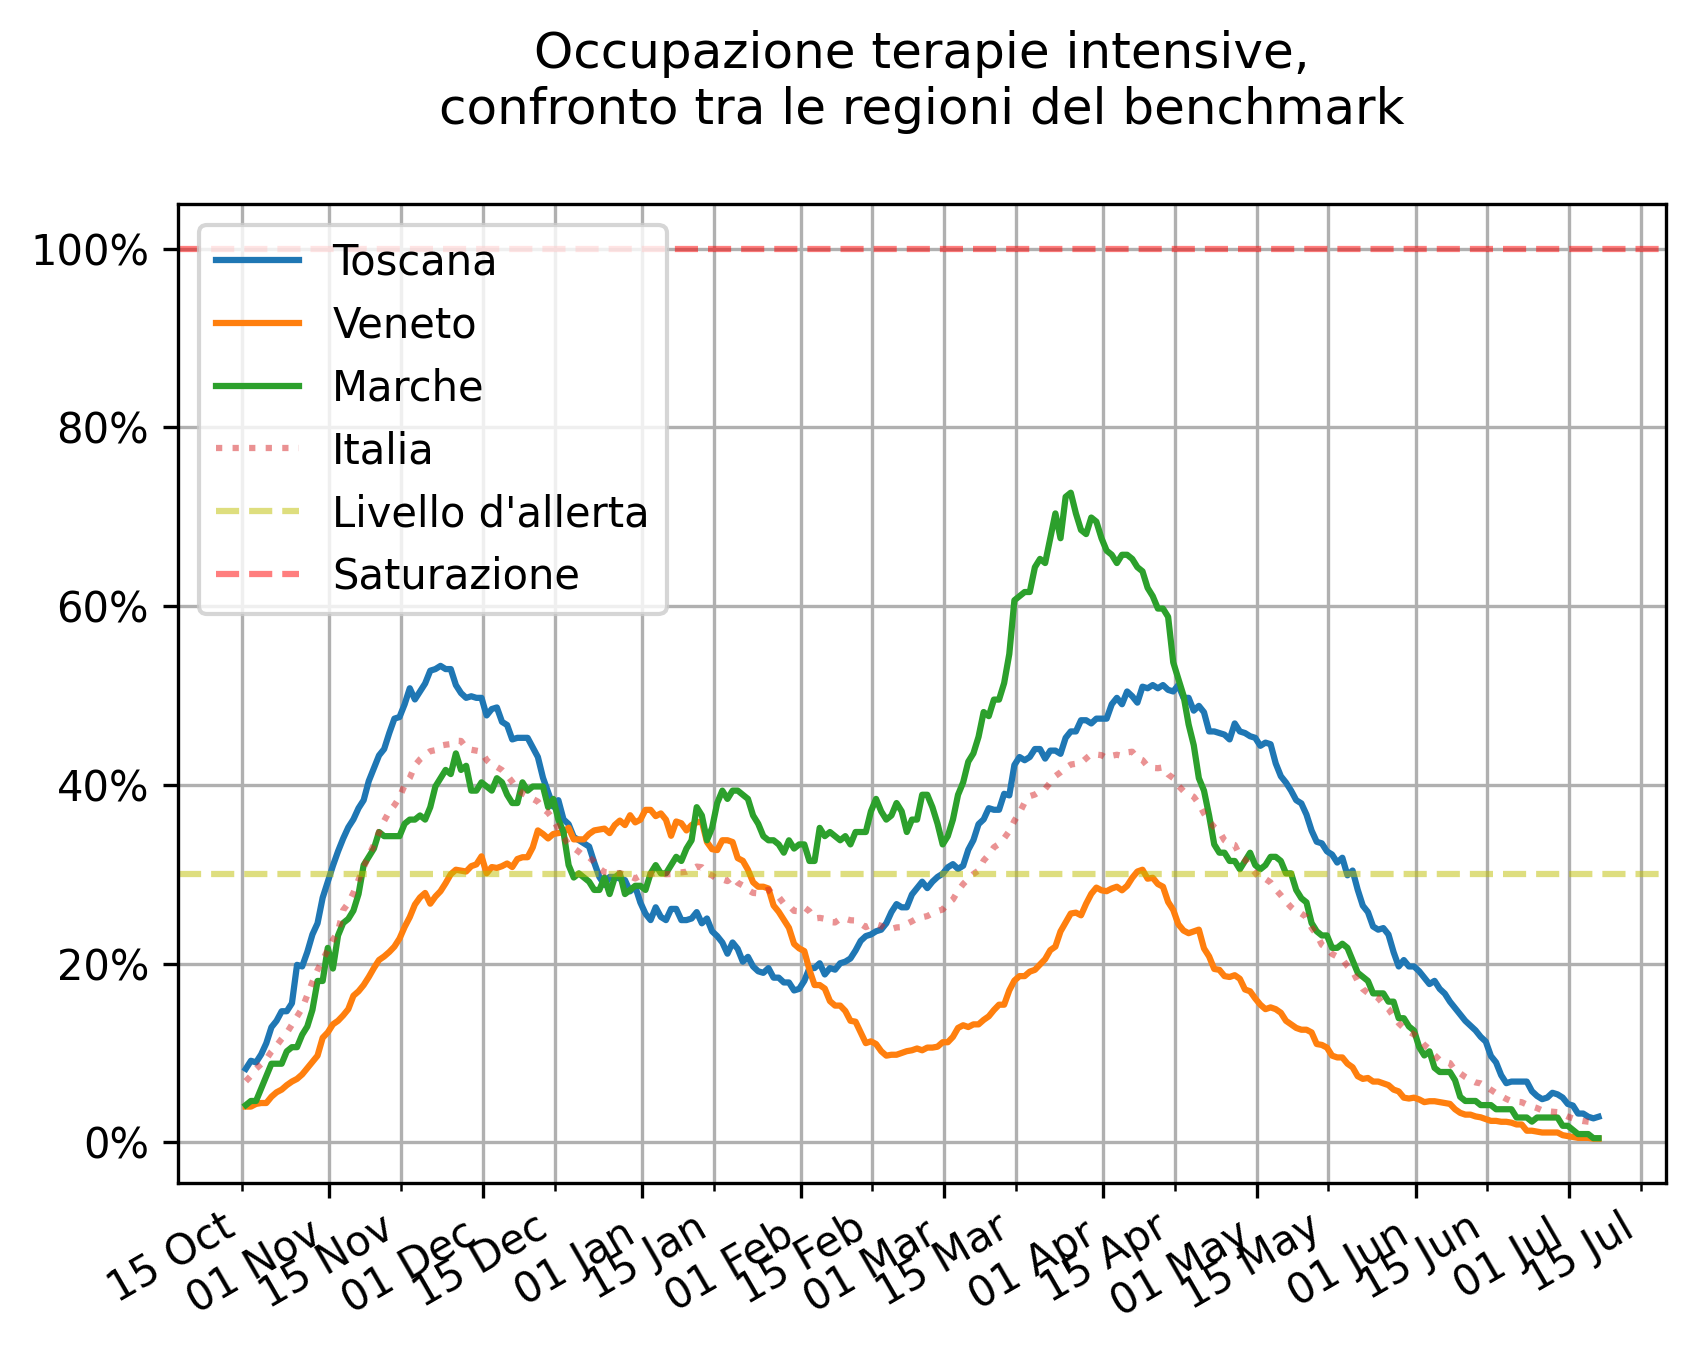 Occupazione terapie intensive,
confronto tra le regioni del benchmark
100%
80%
60%
40%
20%
0%
Toscana
Veneto
Marche
Italia
Livello d'allerta
Saturazione
15 Oct
01 Nov
15 Nov
01 Dec
15 Dec
01 Jan
15 Jan
01 Feb
15 Feb
01 Mar
15 Mar
01 Apr
15 Apr
01 May
15 May
01 Jun
15 Jun
01 Jul
15 Jul